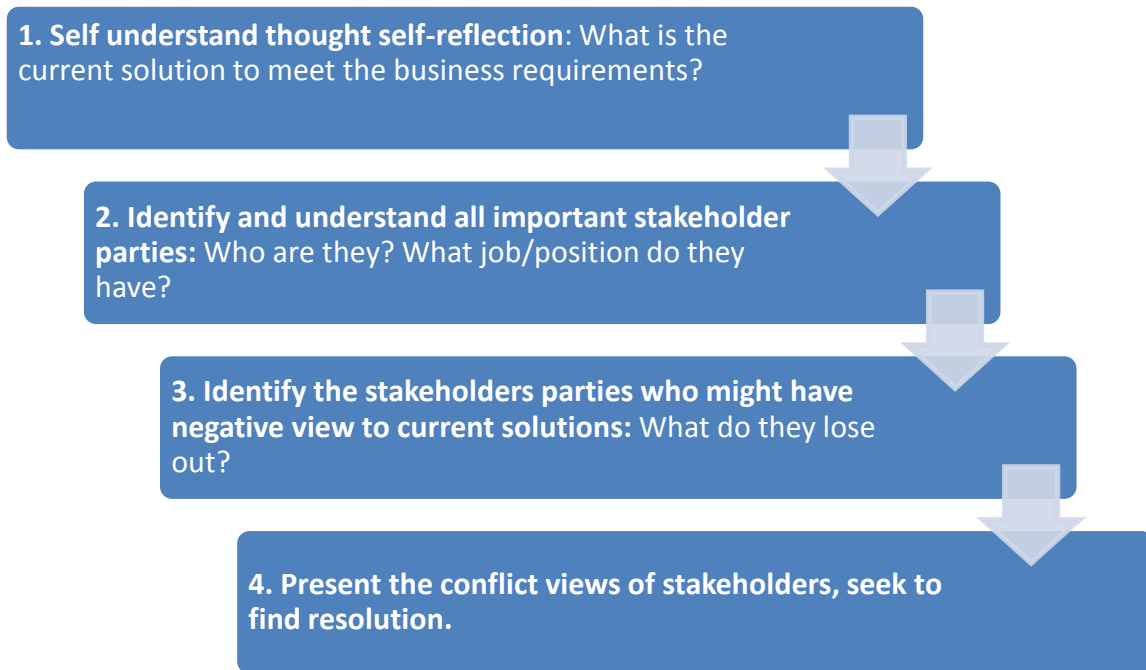 1. Self understand thought self-reflection: What is the
current solution to meet the business requirements?
2. Identify and understand all important stakeholder
parties: Who are they? What job/position do they
have?
3. Identify the stakeholders parties who might have
negative view to current solutions: What do they lose
out?
4. Present the conflict views of stakeholders, seek to
find resolution.